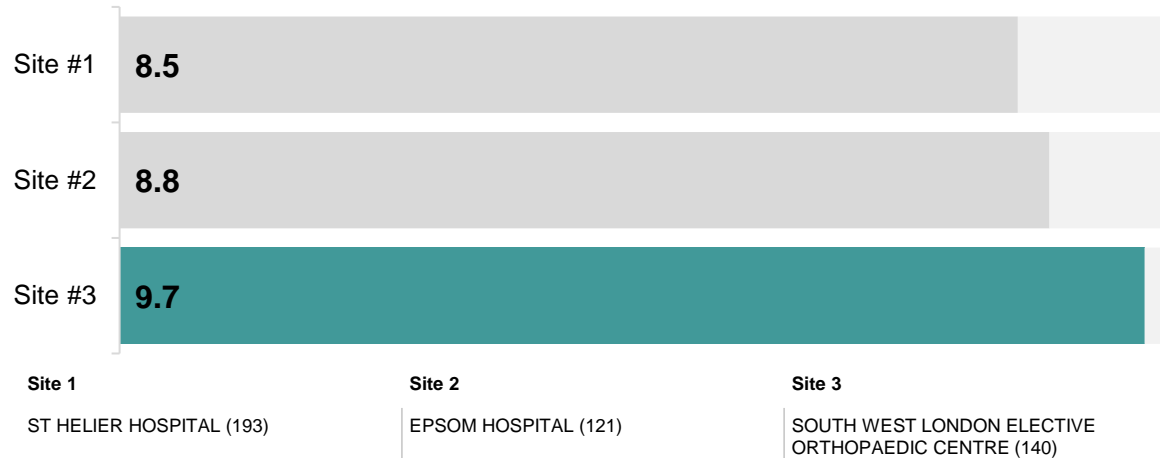 Site #1 8.5
Site #2 8.8
Site #3 9.7
Site 1 Site 2 Site 3
ST HELIER HOSPITAL (193) EPSOM HOSPITAL (121) SOUTH WEST LONDON ELECTIVE
ORTHOPAEDIC CENTRE (140)